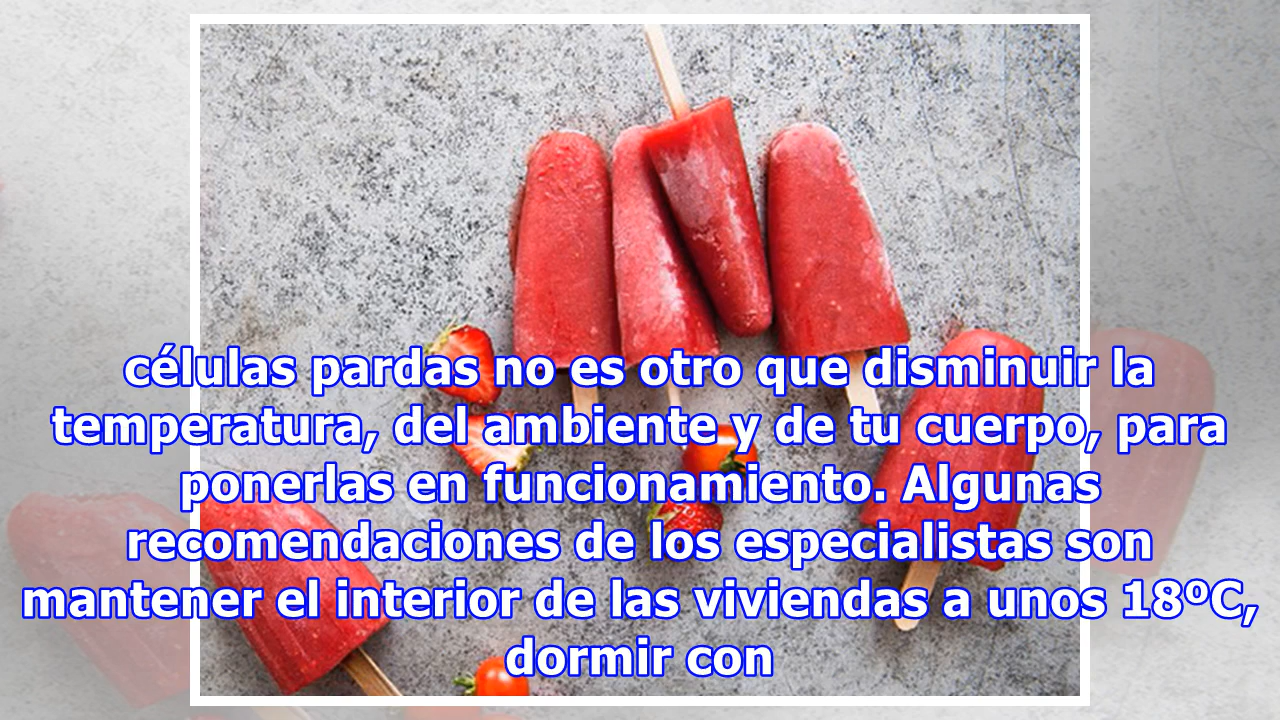 células pardas no es otro que disminuir la
temperatura, del ambiente y de tu cuerpo, para
ponerlas en funcionamiento. Algunas
recomendaciones de los especialistas son
mantener el interior de las viviendas a unos 18ºC,
dormir con